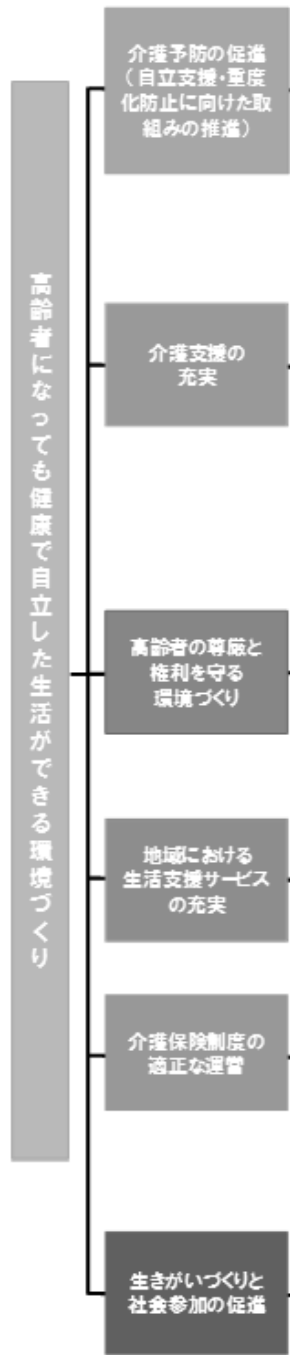 高齢者になっても健康で自立した生活ができる環境づくり
介護予防の促進
（自立支援・重度
化防止に向けた取
組みの推進）
介護支援の
充実
高齢者の尊厳と
権利を守る
環境づくり
地域における
生活支援サービス
の充実
介護保険制度の
適正な運営
生きがいづくりと
社会参加の促進